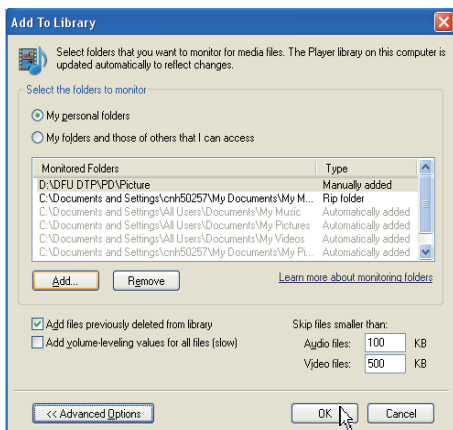 Add To Library
Select folders that you want to monitor for media files. The Player library on this computer is
updated automatically to reflect changes.
Select the folders to monitor
My personal folders
My folders and those of others that I can access
Monitored Folders Type
D:\DFU DTP\PD\Picture Manually added
C:\Documents and Settings\cnh50257\My Documents\My M... Rip folder
C:\Documents and Settings\All Users\Documents\My Music Automatically added
C:\Documents and Settings\All Users\Documents\My Pictures Automatically added
C:\Documents and Settings\All Users\Documents\My Videos Automatically added
C:\Documents and Settings\cnh50257\My Documents\My Pi... Automatically added
Add... Remove Learn more about monitoring folders
Add files previously deleted from library Skip files smaller than:
Add volume-leveling values for all files (slow) Audio files: 100 KB
Video files: 500 KB
<< Advanced Options OK Cancel